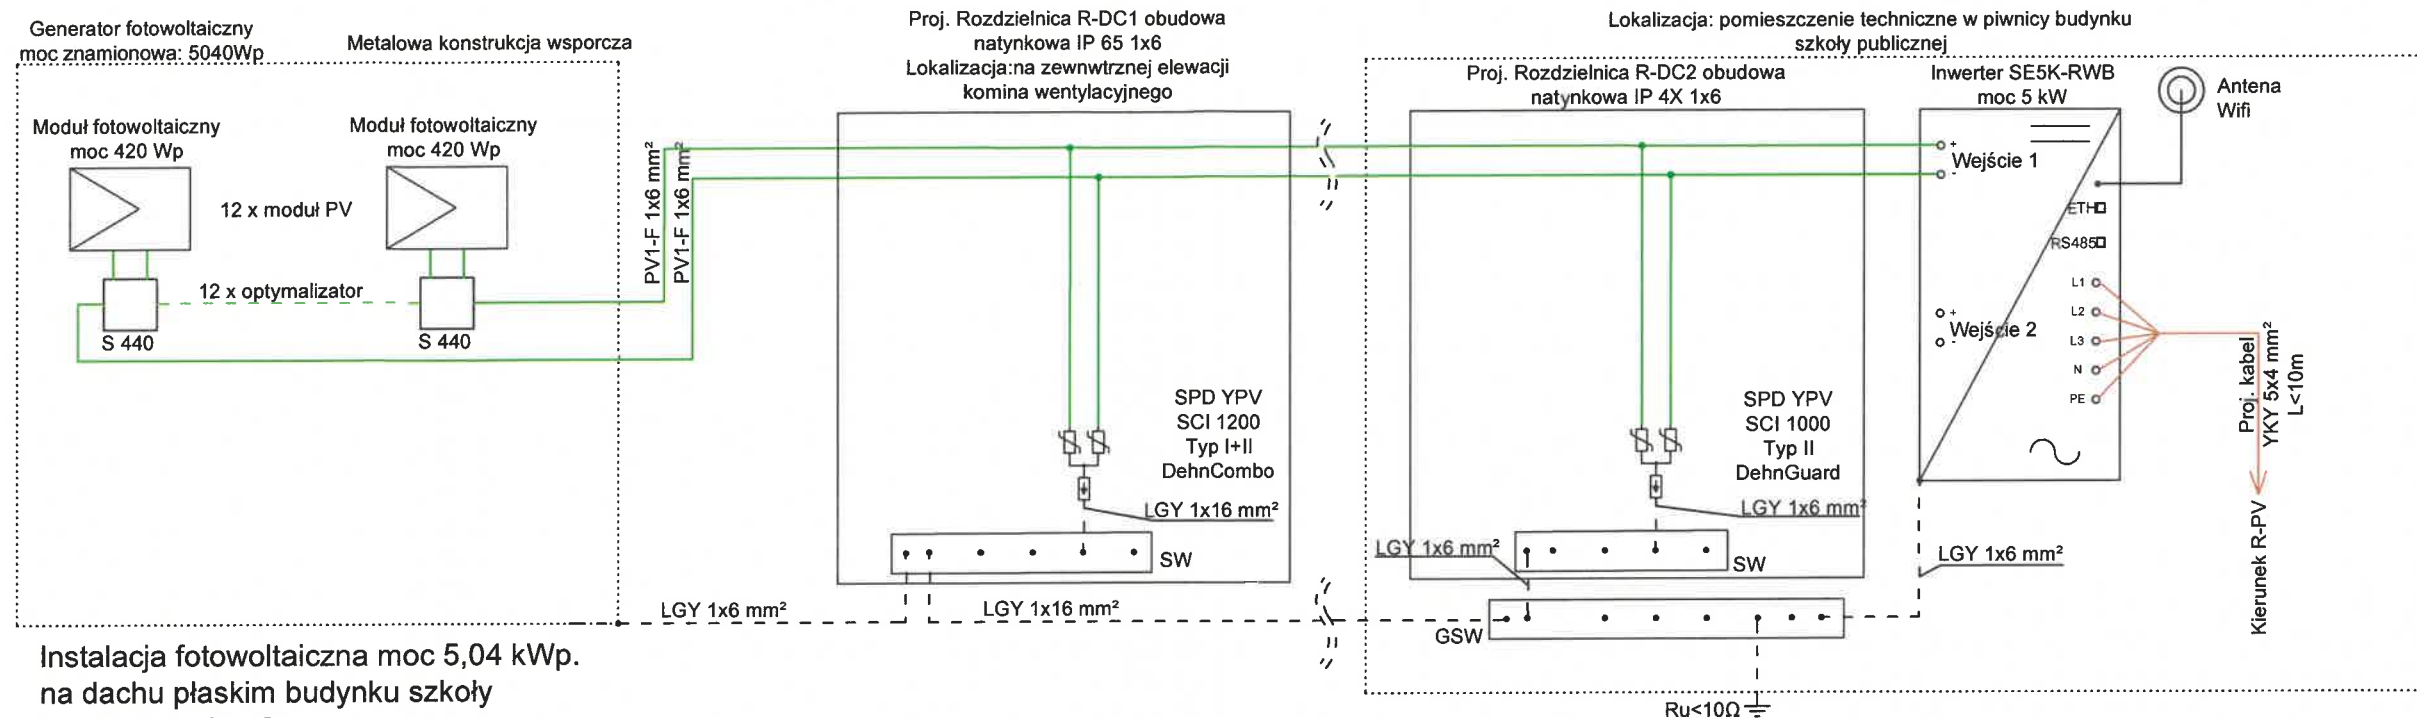 Generator fotowoltaiczny
moc znamionowa: 5040Wp
Metalowa konstrukcja wsporcza
Moduł fotowoltaiczny
moc 420 Wp
Moduł fotowoltaiczny
moc 420 Wp
12 x moduł PV
12 x optymalizator
S 440
S 440
PV1-F 1x6 mm²
PV1-F 1x6 mm²
Proj. Rozdzielnica R-DC1 obudowa
natynkowa IP 65 1x6
Lokalizacja:na zewnwtrznej elewacji
komina wentylacyjnego
SPD YPV
SCI 1200
Typ I+II
DehnCombo
LGY 1x16 mm²
SW
LGY 1x6 mm²
LGY 1x16 mm²
Lokalizacja: pomieszczenie techniczne w piwnicy budynku
szkoły publicznej
Proj. Rozdzielnica R-DC2 obudowa
natynkowa IP 4X 1x6
SPD YPV
SCI 1000
Typ II
DehnGuard
LGY 1x6 mm²
LGY 1x6 mm²
SW
GSW
Ru<10Ω
Inwerter SE5K-RWB
moc 5 kW
Antena
Wifi
+
Wejście 1
-
ETH
RS485
L1
L2
L3
N
PE
+
Wejście 2
-
LGY 1x6 mm²
Proj. kabel
YKY 5x4 mm²
L<10m
Kierunek R-PV
Instalacja fotowoltaiczna moc 5,04 kWp.
na dachu płaskim budynku szkoły